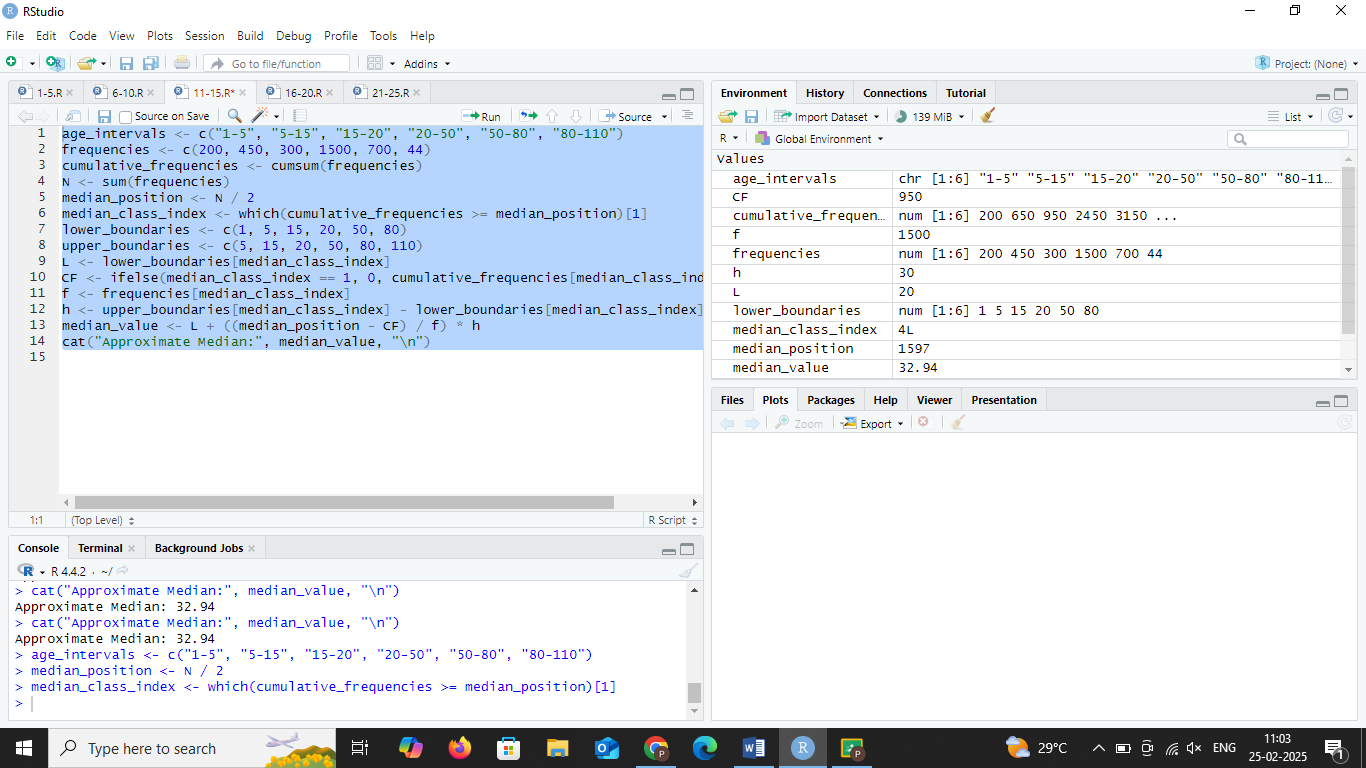 RStudio
File Edit Code View Plots Session Build Debug Profile Tools Help
Go to file/function Addins Project: (None)
1-5.R 6-10.R 11-15.R* 16-20.R 21-25.R
Source on Save Run Source
1 age_intervals <- c("1-5", "5-15", "15-20", "20-50", "50-80", "80-110")
2 frequencies <- c(200, 450, 300, 1500, 700, 44)
3 cumulative_frequencies <- cumsum(frequencies)
4 N <- sum(frequencies)
5 median_position <- N / 2
6 median_class_index <- which(cumulative_frequencies >= median_position)[1]
7 lower_boundaries <- c(1, 5, 15, 20, 50, 80)
8 upper_boundaries <- c(5, 15, 20, 50, 80, 110)
9 L <- lower_boundaries[median_class_index]
10 CF <- ifelse(median_class_index == 1, 0, cumulative_frequencies[median_class_ind
11 f <- frequencies[median_class_index]
12 h <- upper_boundaries[median_class_index] - lower_boundaries[median_class_index]
13 median_value <- L + ((median_position - CF) / f) * h
14 cat("Approximate Median:", median_value, "\n")
15
1:1 (Top Level) R Script
Console Terminal Background Jobs
R 4.4.2 · ~/
> cat("Approximate Median:", median_value, "\n")
Approximate Median: 32.94
> cat("Approximate Median:", median_value, "\n")
Approximate Median: 32.94
> age_intervals <- c("1-5", "5-15", "15-20", "20-50", "50-80", "80-110")
> median_position <- N / 2
> median_class_index <- which(cumulative_frequencies >= median_position)[1]
>
Environment History Connections Tutorial
Import Dataset 139 MiB List
R Global Environment
Values
age_intervals chr [1:6] "1-5" "5-15" "15-20" "20-50" "50-80" "80-11…
CF 950
cumulative_frequen… num [1:6] 200 650 950 2450 3150 ...
f 1500
frequencies num [1:6] 200 450 300 1500 700 44
h 30
L 20
lower_boundaries num [1:6] 1 5 15 20 50 80
median_class_index 4L
median_position 1597
median_value 32.94
Files Plots Packages Help Viewer Presentation
Zoom Export
Type here to search
29°C ENG 11:03
25-02-2025
1